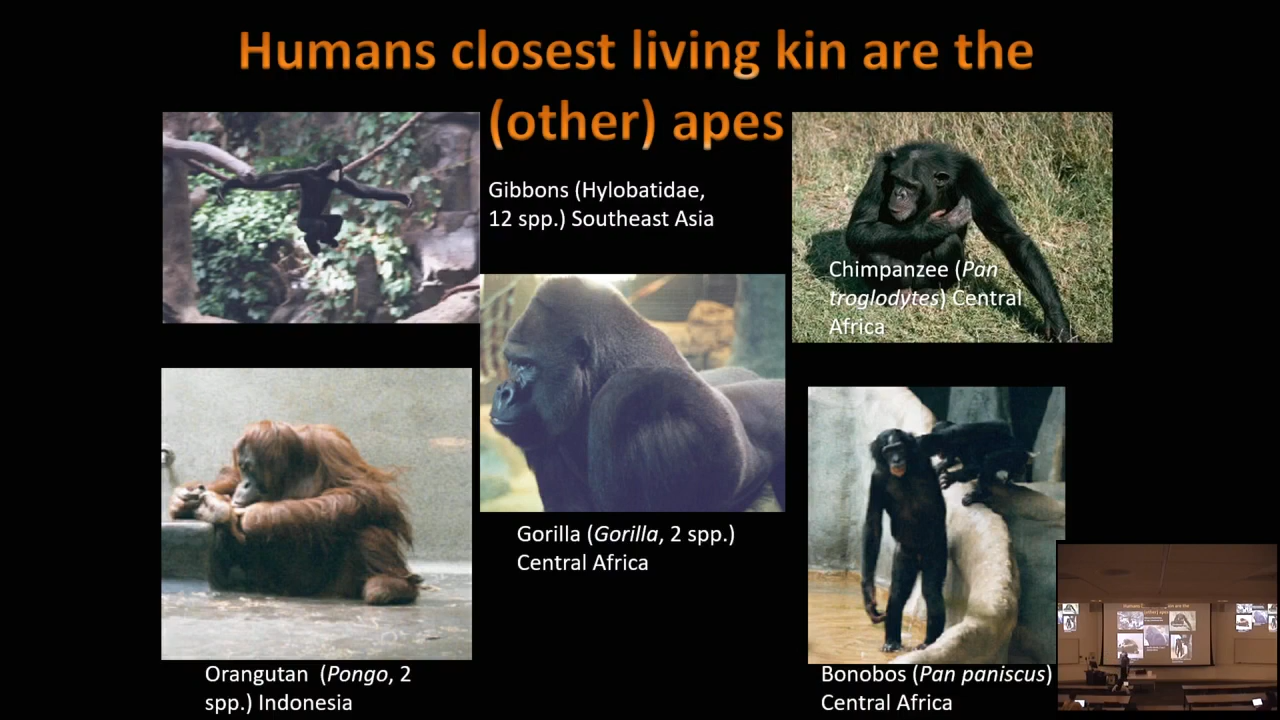 Humans closest living kin are the
(other) apes
Gibbons (Hylobatidae,
12 spp.) Southeast Asia
Chimpanzee (Pan
troglodytes) Central
Africa
Gorilla (Gorilla, 2 spp.)
Central Africa
Orangutan (Pongo, 2
spp.) Indonesia
Bonobos (Pan paniscus)
Central Africa